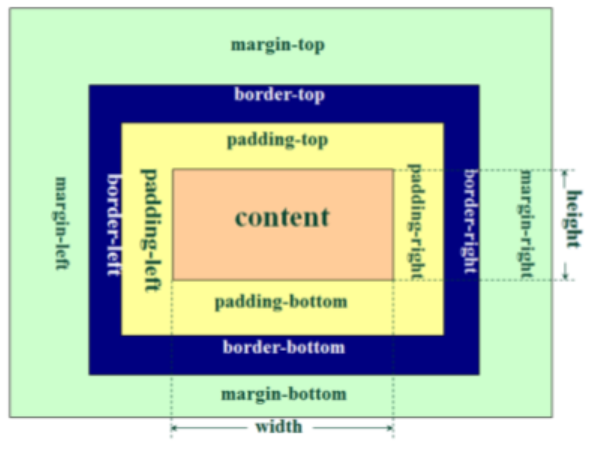 margin-top
border-top
padding-top
margin-left
border-left
padding-left
content
padding-right
border-right
margin-right
height
padding-bottom
border-bottom
margin-bottom
width